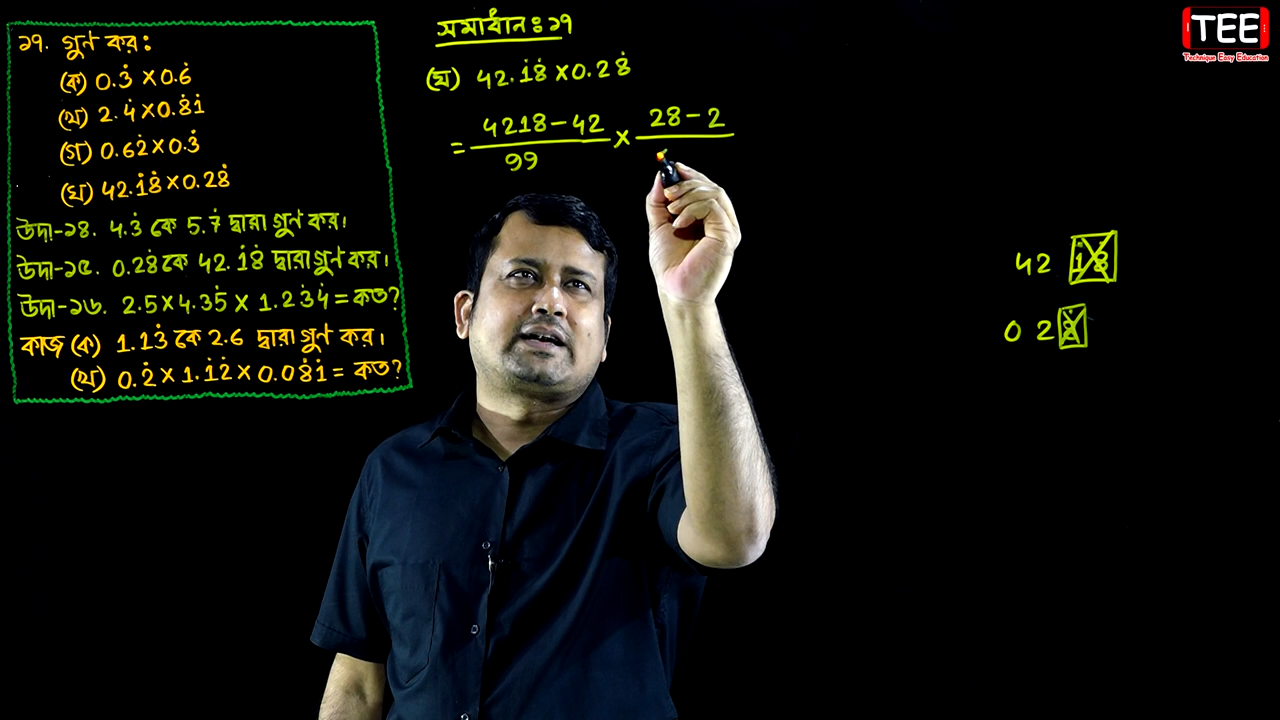 ১৭. গুণ কর:
(ক) 0.3̇ × 0.6̇
(খ) 2.4̇ × 0.8̇1̇
(গ) 0.62̇ × 0.3̇
(ঘ) 42.1̇8̇ × 0.28̇
উদা-১৪. 4.3̇ কে 5.7̇ দ্বারা গুণ কর।
উদা-১৫. 0.28̇ কে 42.1̇8̇ দ্বারা গুণ কর।
উদা-১৬. 2.5 × 4.35̇ × 1.23̇4̇ = কত?
কাজ (ক) 1.13̇ কে 2.6 দ্বারা গুণ কর।
(খ) 0.2̇ × 1.1̇2̇ × 0.08̇1̇ = কত?
সমাধান: ১৭
(ঘ) 42.1̇8̇ × 0.28̇
= 4218 – 42 / 99 × 28 – 2 /
42 18
0 28
TEE
Technique Easy Education